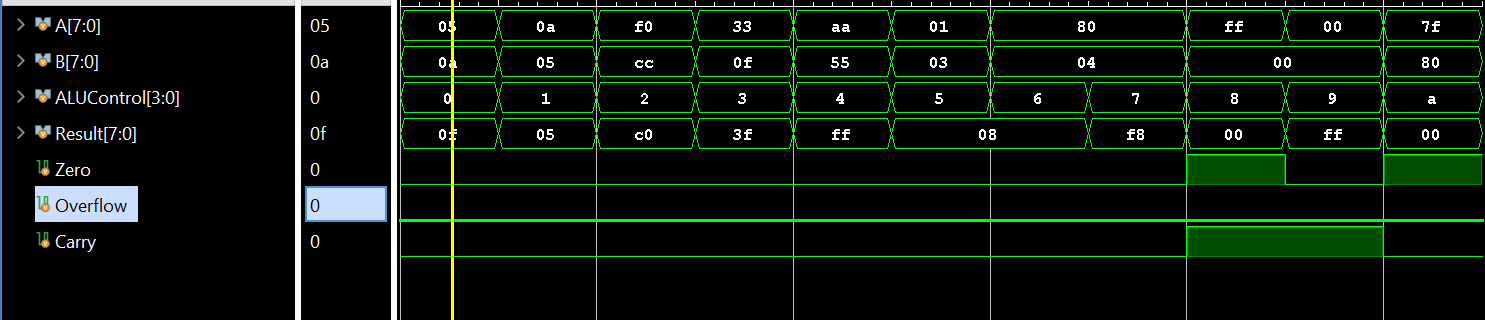 A[7:0] 05 05 0a f0 33 aa 01 80 ff 00 7f
B[7:0] 0a 0a 05 cc 0f 55 03 04 00 80
ALUControl[3:0] 0 0 1 2 3 4 5 6 7 8 9 a
Result[7:0] 0f 0f 05 c0 3f ff 08 f8 00 ff 00
Zero 0
Overflow 0
Carry 0